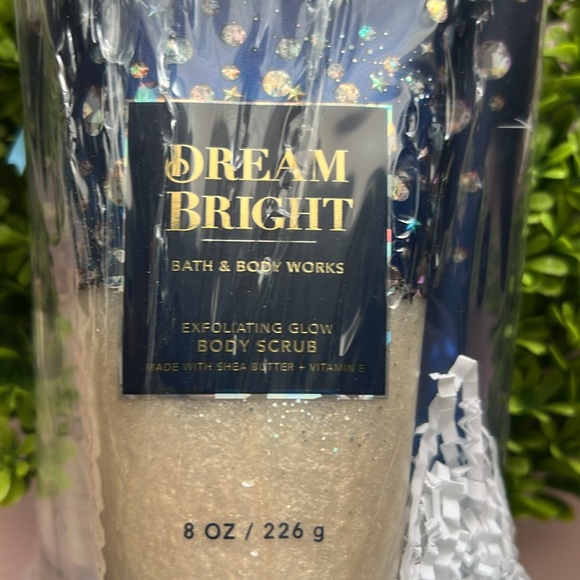 DREAM
BRIGHT
BATH & BODY WORKS
EXFOLIATING GLOW
BODY SCRUB
MADE WITH SHEA BUTTER + VITAMIN E
8 OZ / 226 g